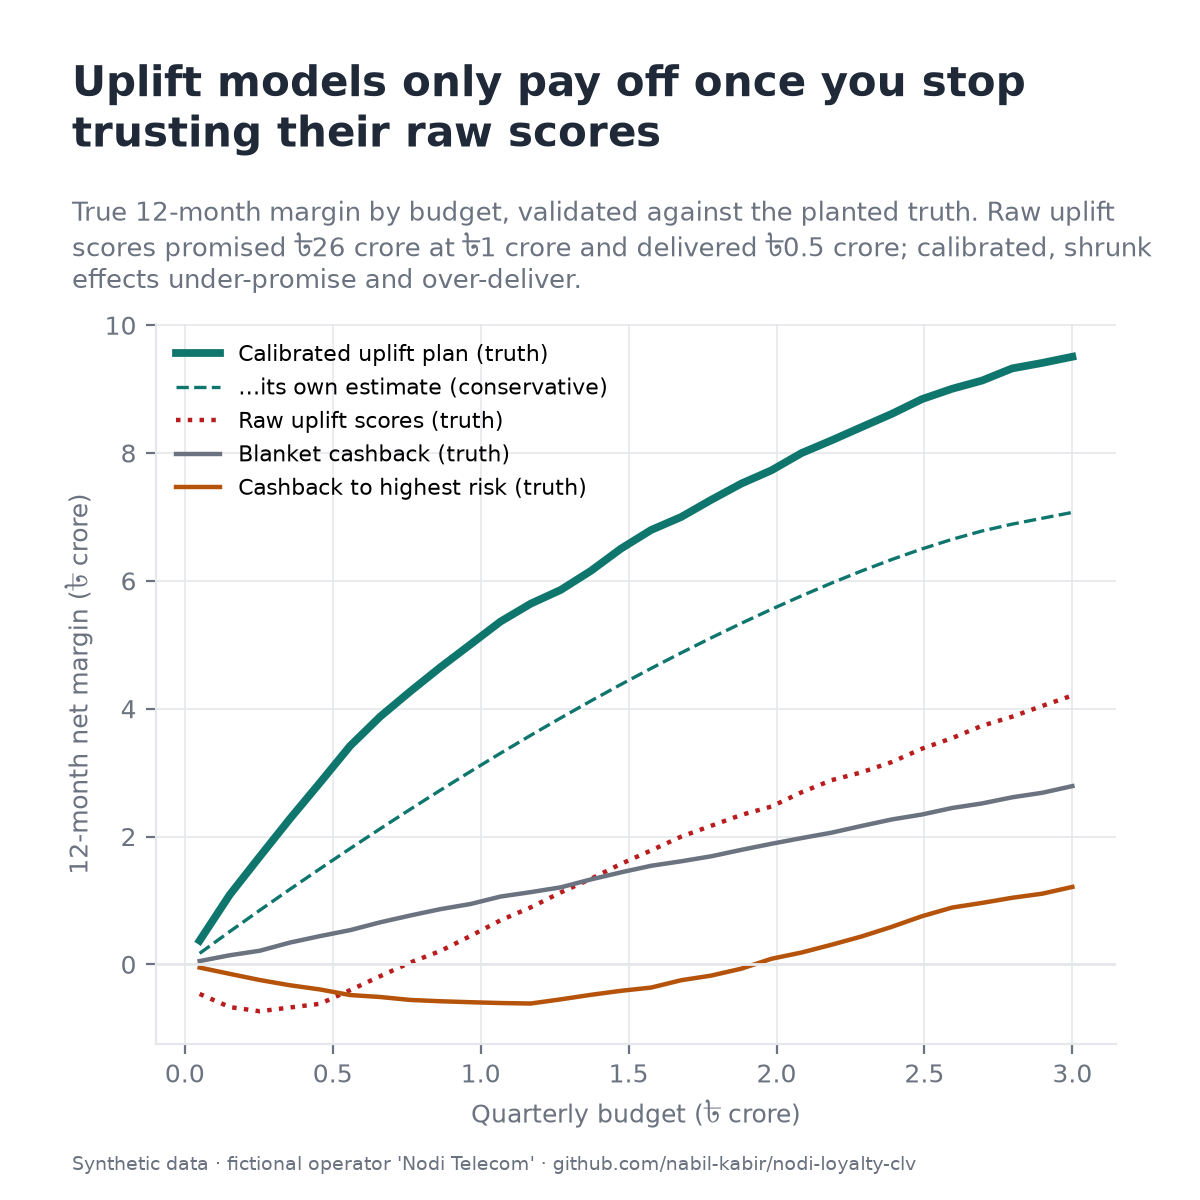 Uplift models only pay off once you stop
trusting their raw scores
True 12-month margin by budget, validated against the planted truth. Raw uplift
scores promised ৳26 crore at ৳1 crore and delivered ৳0.5 crore; calibrated, shrunk
effects under-promise and over-deliver.
Calibrated uplift plan (truth)
...its own estimate (conservative)
Raw uplift scores (truth)
Blanket cashback (truth)
Cashback to highest risk (truth)
12-month net margin (৳ crore)
10
8
6
4
2
0
0.0 0.5 1.0 1.5 2.0 2.5 3.0
Quarterly budget (৳ crore)
Synthetic data · fictional operator 'Nodi Telecom' · github.com/nabil-kabir/nodi-loyalty-clv